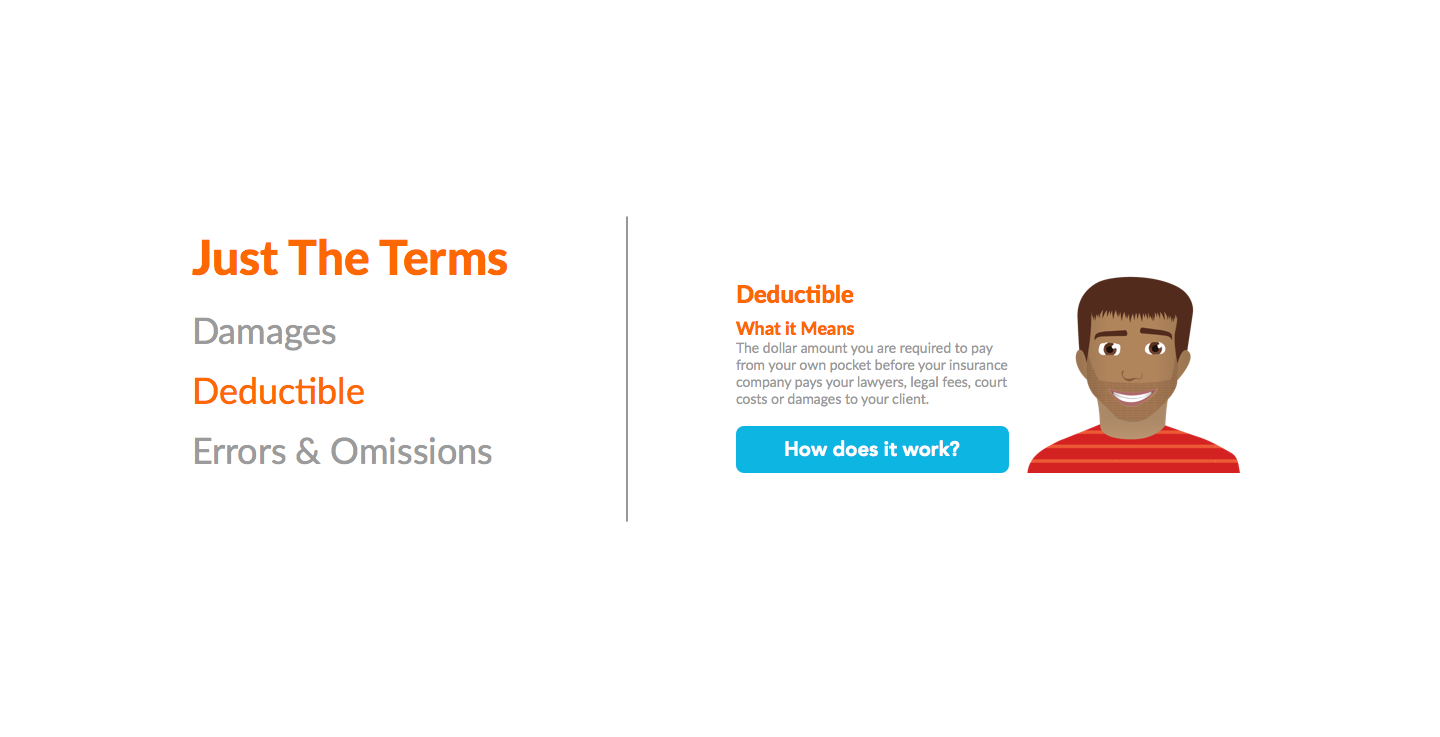 Just The Terms
Damages
Deductible
Errors & Omissions
Deductible
What it Means
The dollar amount you are required to pay
from your own pocket before your insurance
company pays your lawyers, legal fees, court
costs or damages to your client.
How does it work?